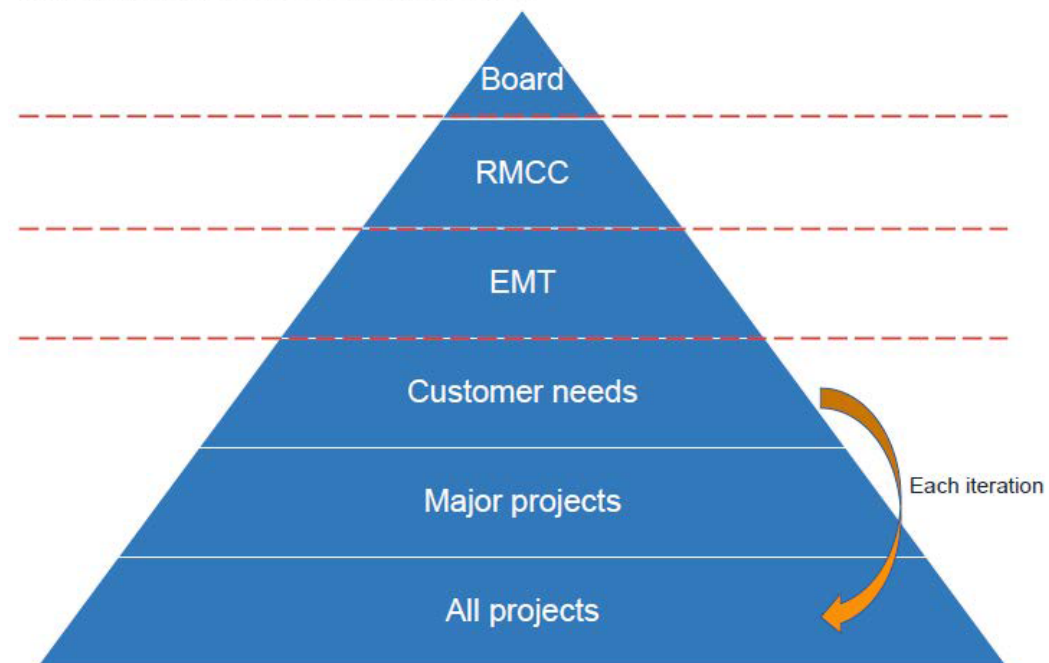 Board
RMCC
EMT
Customer needs
Major projects
Each iteration
All projects